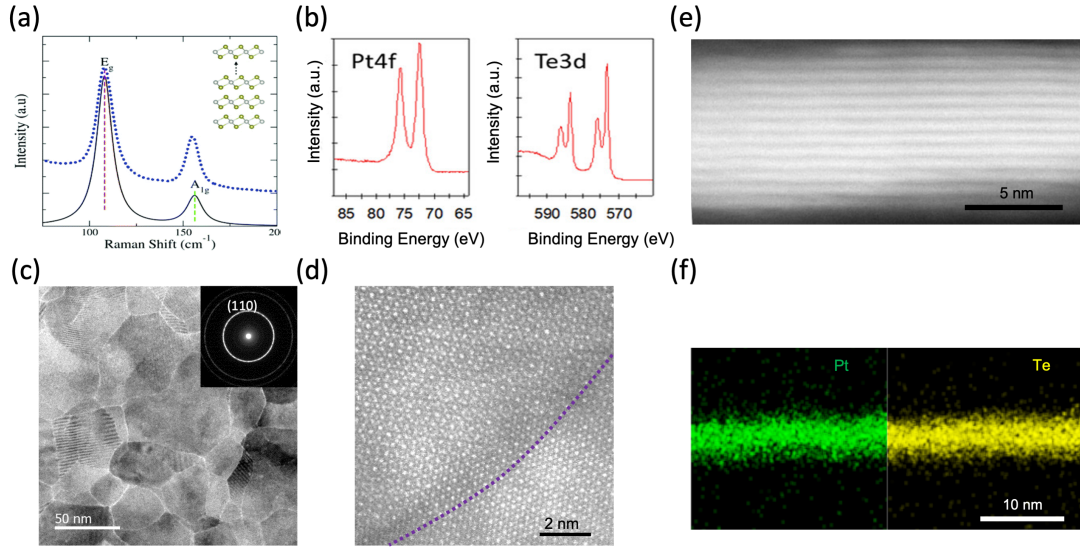 (a)
E
g
A
1g
Intensity (a.u)
100
150
20
Raman Shift (cm⁻¹)
(b)
Pt4f
Intensity (a.u.)
85 80 75 70 65
Binding Energy (eV)
Te3d
Intensity (a.u.)
590 580 570
Binding Energy (eV)
(e)
5 nm
(c)
(110)
50 nm
(d)
2 nm
(f)
Pt
Te
10 nm